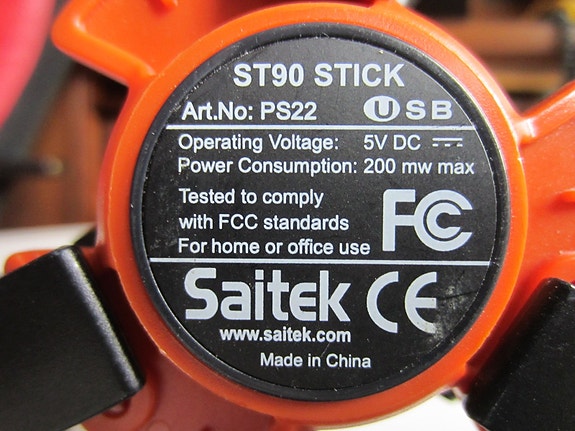 ST90 STICK
Art.No: PS22 USB
Operating Voltage: 5V DC
Power Consumption: 200 mw max
Tested to comply
with FCC standards
For home or office use
FC
Saitek CE
www.saitek.com
Made in China